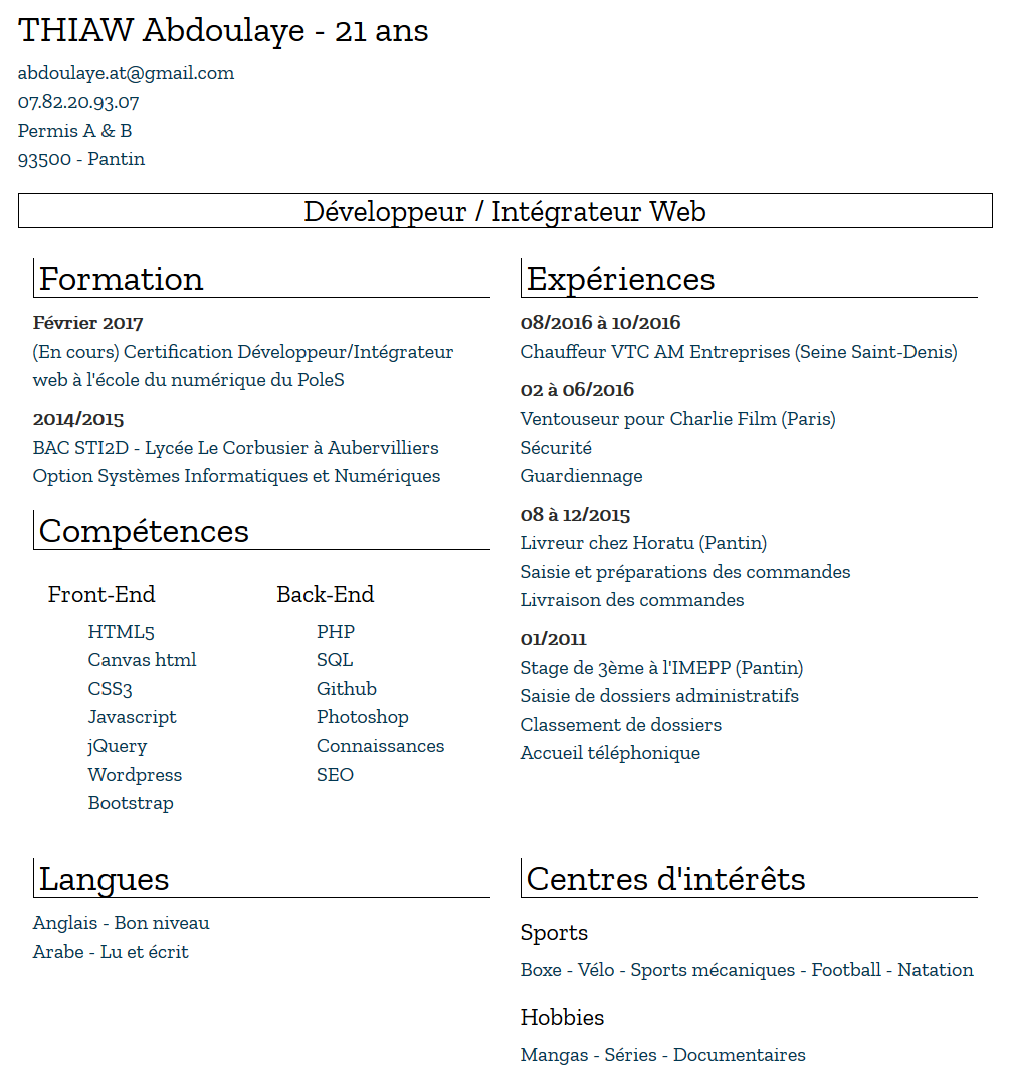 THIAW Abdoulaye - 21 ans
abdoulaye.at@gmail.com
07.82.20.93.07
Permis A & B
93500 - Pantin
Développeur / Intégrateur Web
Formation
Février 2017
(En cours) Certification Développeur/Intégrateur
web à l'école du numérique du PoleS
2014/2015
BAC STI2D - Lycée Le Corbusier à Aubervilliers
Option Systèmes Informatiques et Numériques
Compétences
Front-End
HTML5
Canvas html
CSS3
Javascript
jQuery
Wordpress
Bootstrap
Back-End
PHP
SQL
Github
Photoshop
Connaissances
SEO
Expériences
08/2016 à 10/2016
Chauffeur VTC AM Entreprises (Seine Saint-Denis)
02 à 06/2016
Ventouseur pour Charlie Film (Paris)
Sécurité
Guardiennage
08 à 12/2015
Livreur chez Horatu (Pantin)
Saisie et préparations des commandes
Livraison des commandes
01/2011
Stage de 3ème à l'IMEPP (Pantin)
Saisie de dossiers administratifs
Classement de dossiers
Accueil téléphonique
Langues
Anglais - Bon niveau
Arabe - Lu et écrit
Centres d'intérêts
Sports
Boxe - Vélo - Sports mécaniques - Football - Natation
Hobbies
Mangas - Séries - Documentaires